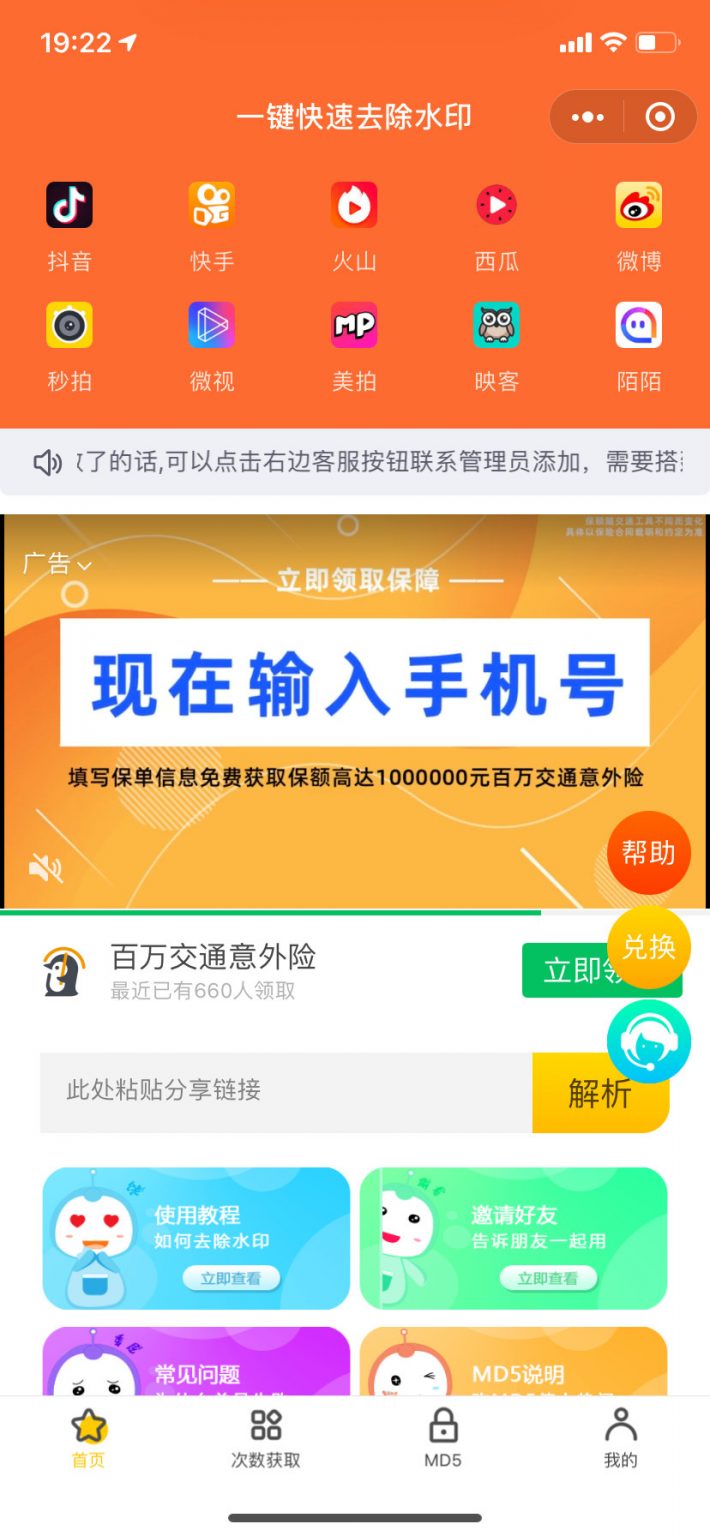 19:22
一键快速去除水印
抖音 快手 火山 西瓜 微博
秒拍 微视 美拍 映客 陌陌
了的话,可以点击右边客服按钮联系管理员添加，需要搭
保额随交通工具不同而变化
具体以保险合同载明和约定为准
广告
立即领取保障
现在输入手机号
填写保单信息免费获取保额高达1000000元百万交通意外险
帮助
兑换
百万交通意外险
最近已有660人领取
立即
此处粘贴分享链接
解析
使用教程
如何去除水印
立即查看
邀请好友
告诉朋友一起用
立即查看
常见问题
MD5说明
首页 次数获取 MD5 我的